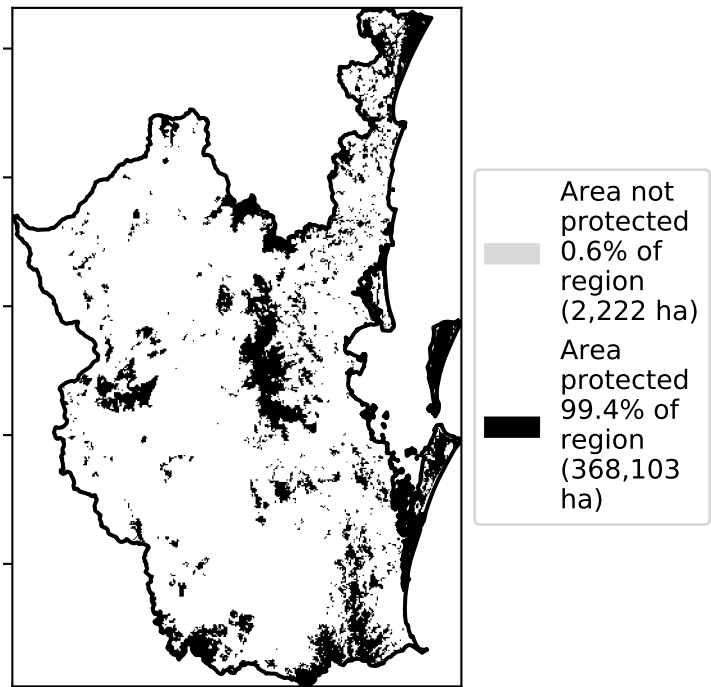 Area not
protected
0.6% of
region
(2,222 ha)
Area
protected
99.4% of
region
(368,103
ha)